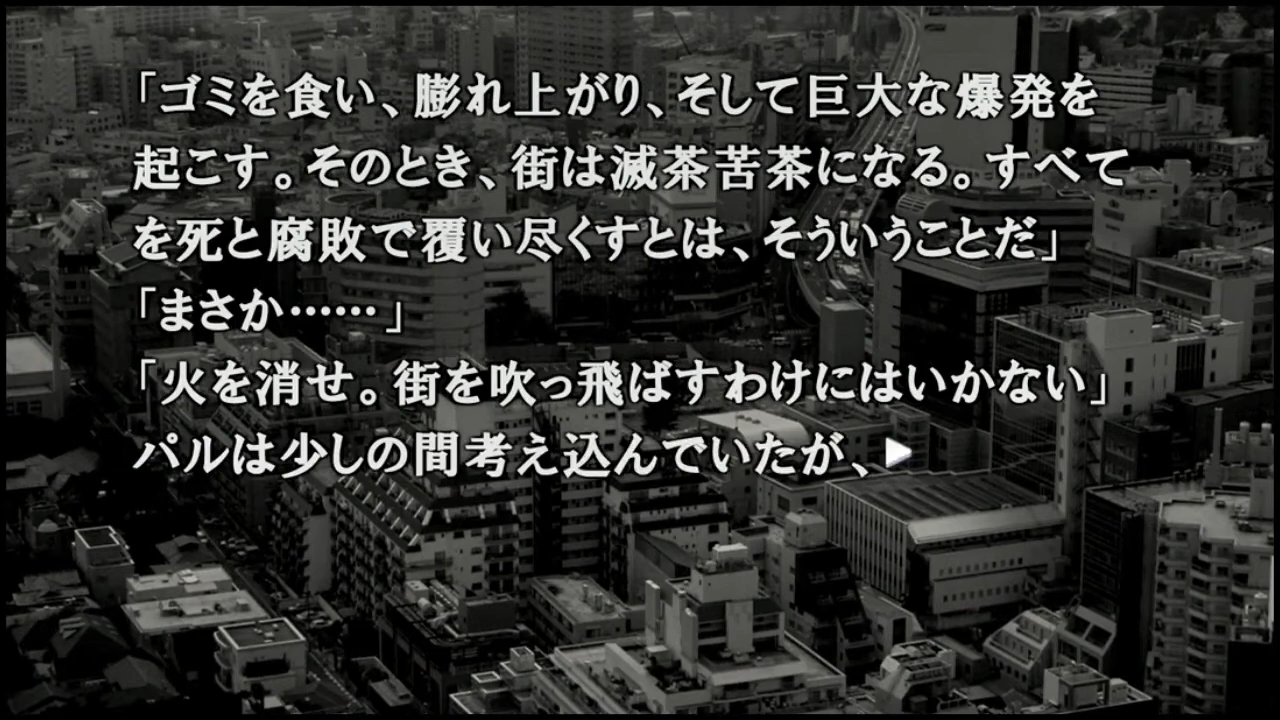 「ゴミを食い、膨れ上がり、そして巨大な爆発を
起こす。そのとき、街は滅茶苦茶になる。すべて
を死と腐敗で覆い尽くすとは、そういうことだ」
「まさか……」
「火を消せ。街を吹っ飛ばすわけにはいかない」
パルは少しの間考え込んでいたが、